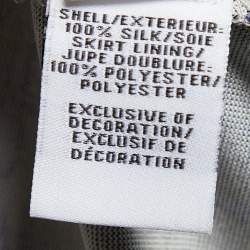 SHELL/EXTERIEUR:
100% SILK/SOIE
SKIRT LINING/
JUPE DOUBLURE:
100% POLYESTER/
POLYESTER
EXCLUSIVE OF
DECORATION/
EXCLUSIF DE
DÉCORATION